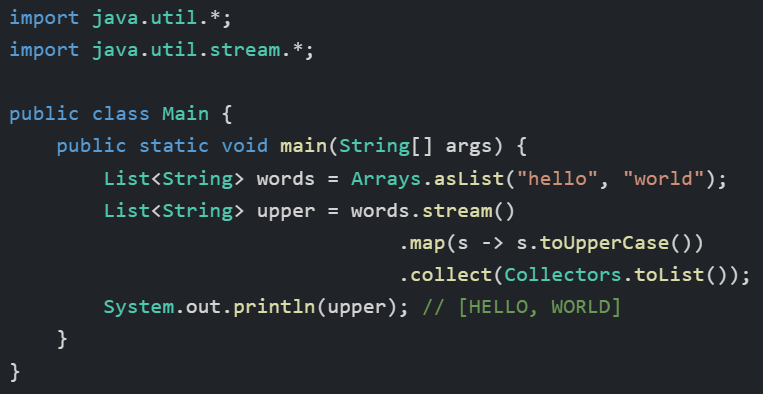 import java.util.*;
import java.util.stream.*;

public class Main {
    public static void main(String[] args) {
        List<String> words = Arrays.asList("hello", "world");
        List<String> upper = words.stream()
                                 .map(s -> s.toUpperCase())
                                 .collect(Collectors.toList());
        System.out.println(upper); // [HELLO, WORLD]
    }
}